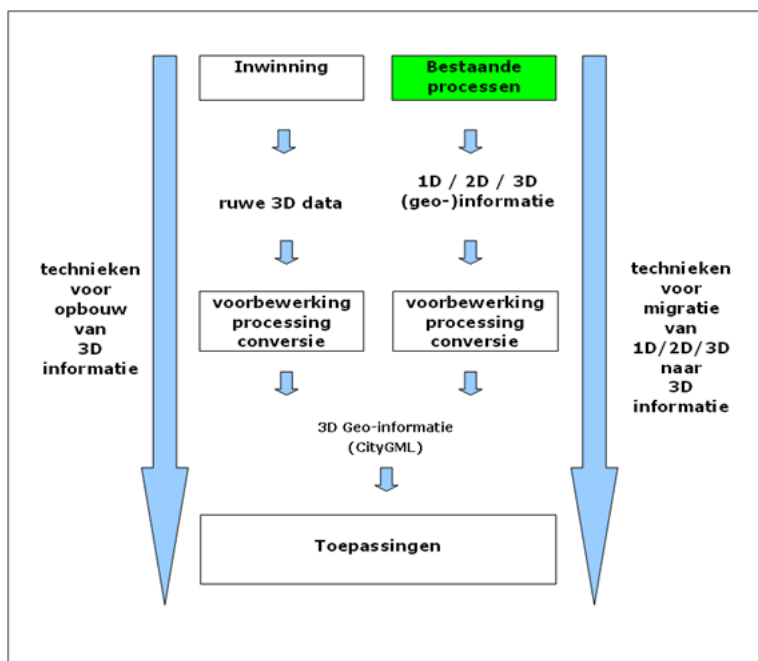 Inwinning
Bestaande
processen
ruwe 3D data
1D / 2D / 3D
(geo-)informatie
technieken
voor
opbouw
van
3D
informatie
voorbewerking
processing
conversie
voorbewerking
processing
conversie
technieken
voor
migratie
van
1D/2D/3D
naar
3D
informatie
3D Geo-informatie
(CityGML)
Toepassingen